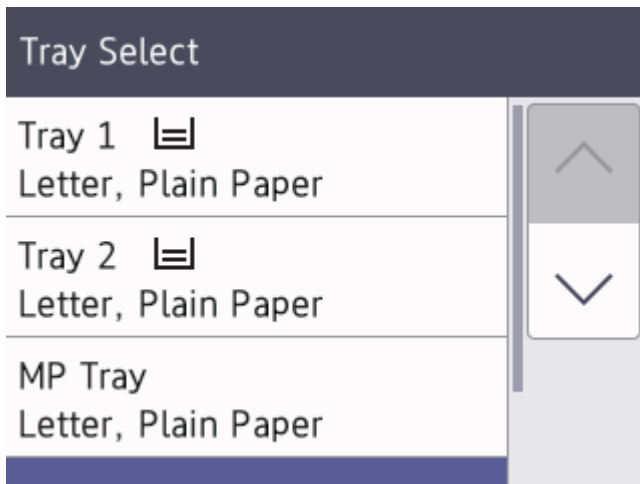 Tray Select
Tray 1
Letter, Plain Paper
Tray 2
Letter, Plain Paper
MP Tray
Letter, Plain Paper